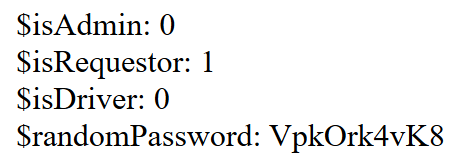 $isAdmin: 0
$isRequestor: 1
$isDriver: 0
$randomPassword: VpkOrk4vK8